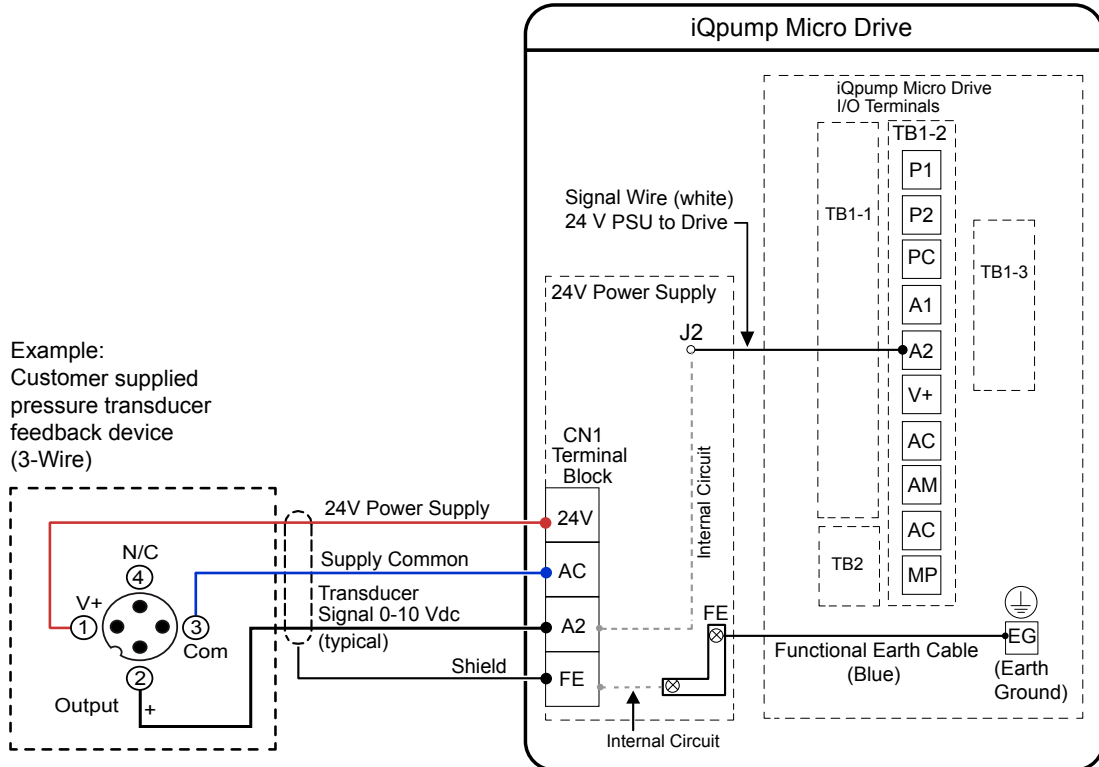 iQpump Micro Drive
iQpump Micro Drive
I/O Terminals
TB1-2
P1
P2
PC
A1
A2
V+
AC
AM
AC
MP
TB1-1
TB1-3
TB2
Signal Wire (white)
24 V PSU to Drive
24V Power Supply
J2
Internal Circuit
CN1
Terminal
Block
24V
AC
A2
FE
FE
Internal Circuit
Functional Earth Cable
(Blue)
EG
(Earth
Ground)
Example:
Customer supplied
pressure transducer
feedback device
(3-Wire)
24V Power Supply
Supply Common
Transducer
Signal 0-10 Vdc
(typical)
Shield
N/C
4
V+
1
3
Com
2
Output
+